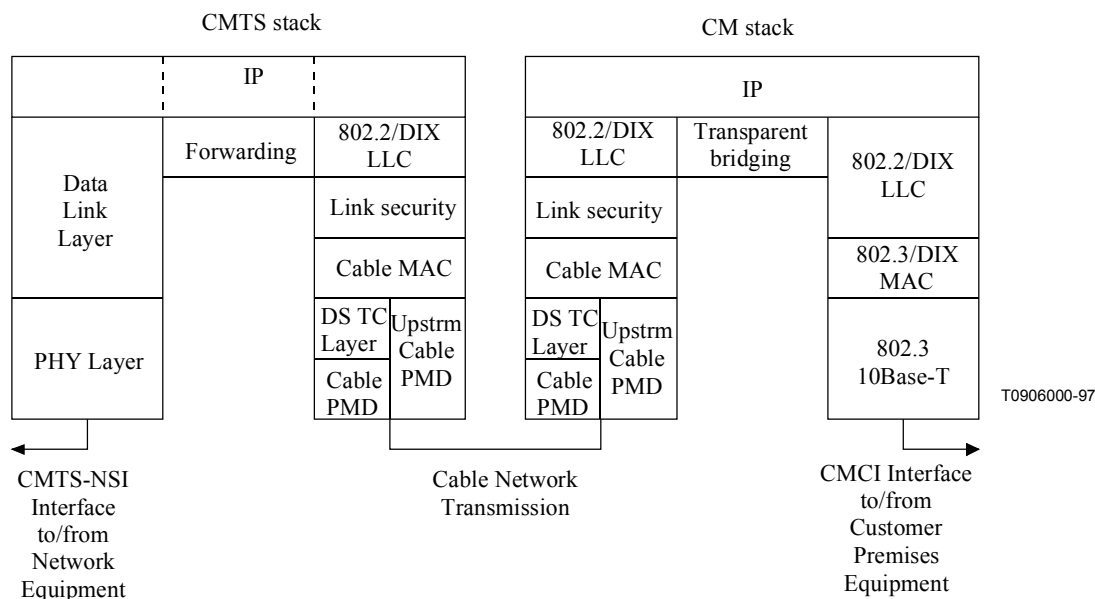 CMTS stack
CM stack
IP
IP
Data
Link
Layer
Forwarding
802.2/DIX
LLC
Link security
Cable MAC
PHY Layer
DS TC
Layer
Cable
PMD
Upstrm
Cable
PMD
802.2/DIX
LLC
Transparent
bridging
802.2/DIX
LLC
Link security
Cable MAC
802.3/DIX
MAC
DS TC
Layer
Cable
PMD
Upstrm
Cable
PMD
802.3
10Base-T
T0906000-97
CMTS-NSI
Interface
to/from
Network
Equipment
Cable Network
Transmission
CMCI Interface
to/from
Customer
Premises
Equipment